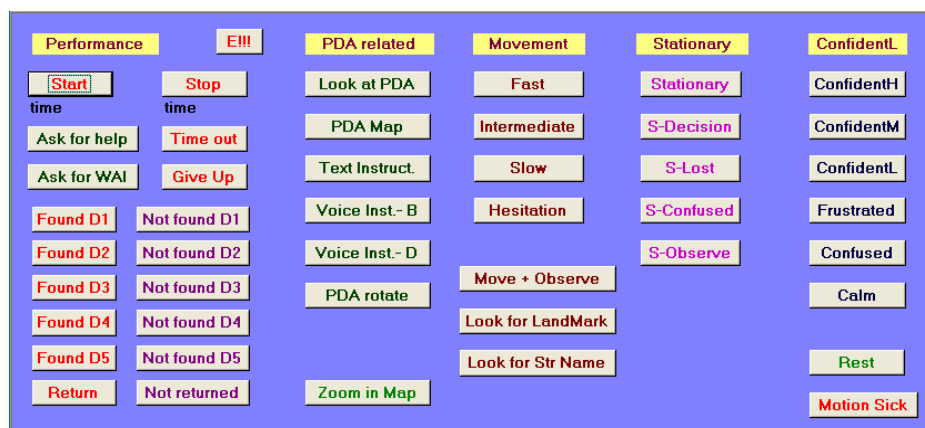 Performance E!!! PDA related Movement Stationary ConfidentL
Start Stop Look at PDA Fast Stationary ConfidentH
time time
Ask for help Time out PDA Map Intermediate S-Decision ConfidentM
Ask for WAI Give Up Text Instruct. Slow S-Lost ConfidentL
Found D1 Not found D1 Voice Inst.- B Hesitation S-Confused Frustrated
Found D2 Not found D2 Voice Inst.- D S-Observe Confused
Found D3 Not found D3 PDA rotate Move + Observe Calm
Found D4 Not found D4 Look for LandMark
Found D5 Not found D5 Look for Str Name Rest
Return Not returned Zoom in Map Motion Sick